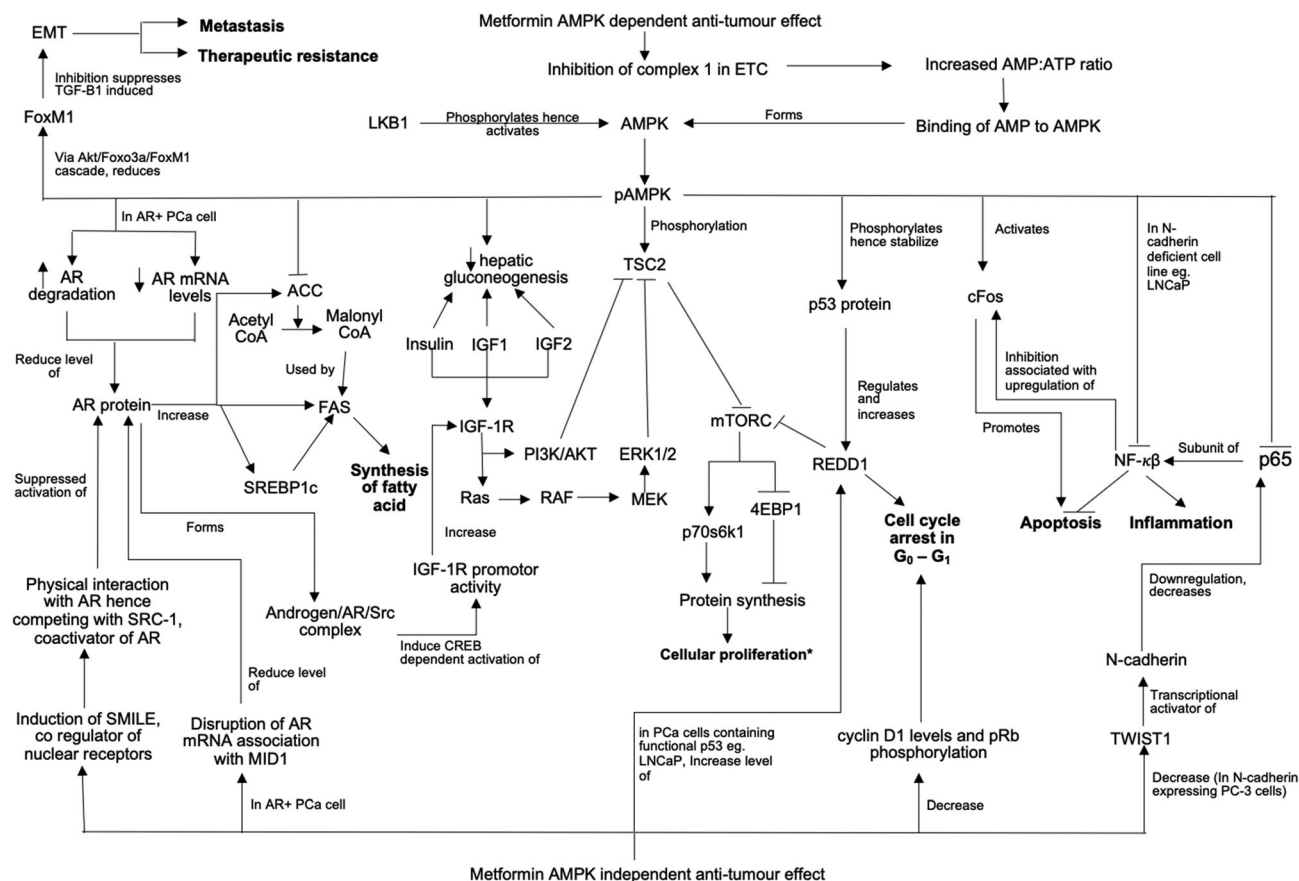 Metformin AMPK dependent anti-tumour effect
EMT
Metastasis
Therapeutic resistance
Inhibition of complex 1 in ETC
Increased AMP:ATP ratio
Inhibition suppresses
TGF-B1 induced
FoxM1
LKB1
Phosphorylates hence
activates
AMPK
Forms
Binding of AMP to AMPK
Via Akt/Foxo3a/FoxM1
cascade, reduces
pAMPK
In AR+ PCa cell
Phosphorylation
Phosphorylates
hence stabilize
Activates
In N-
cadherin
deficient cell
line eg.
LNCaP
AR
degradation
AR mRNA
levels
ACC
hepatic
gluconeogenesis
TSC2
p53 protein
cFos
Acetyl
CoA
Malonyl
CoA
Insulin
IGF1
IGF2
Reduce level
of
Used by
Inhibition
associated with
upregulation of
AR protein
Increase
FAS
Regulates
and
increases
IGF-1R
mTORC
Promotes
PI3K/AKT
ERK1/2
REDD1
NF-κβ
Subunit of
p65
Suppressed
activation of
SREBP1c
Synthesis
of fatty
acid
Ras
RAF
MEK
4EBP1
p70s6k1
Cell cycle
arrest in
G0 – G1
Apoptosis
Inflammation
Forms
Increase
IGF-1R promotor
activity
Physical interaction
with AR hence
competing with SRC-1,
coactivator of AR
Androgen/AR/Src
complex
Protein synthesis
Downregulation,
decreases
Induce CREB
dependent activation of
Cellular proliferation*
N-cadherin
Reduce level
of
Transcriptional
activator of
Induction of SMILE,
co regulator of
nuclear receptors
Disruption of AR
mRNA association
with MID1
in PCa cells containing
functional p53 eg.
LNCaP, Increase level
of
cyclin D1 levels and pRb
phosphorylation
TWIST1
In AR+ PCa cell
Decrease
Decrease (In N-cadherin
expressing PC-3 cells)
Metformin AMPK independent anti-tumour effect